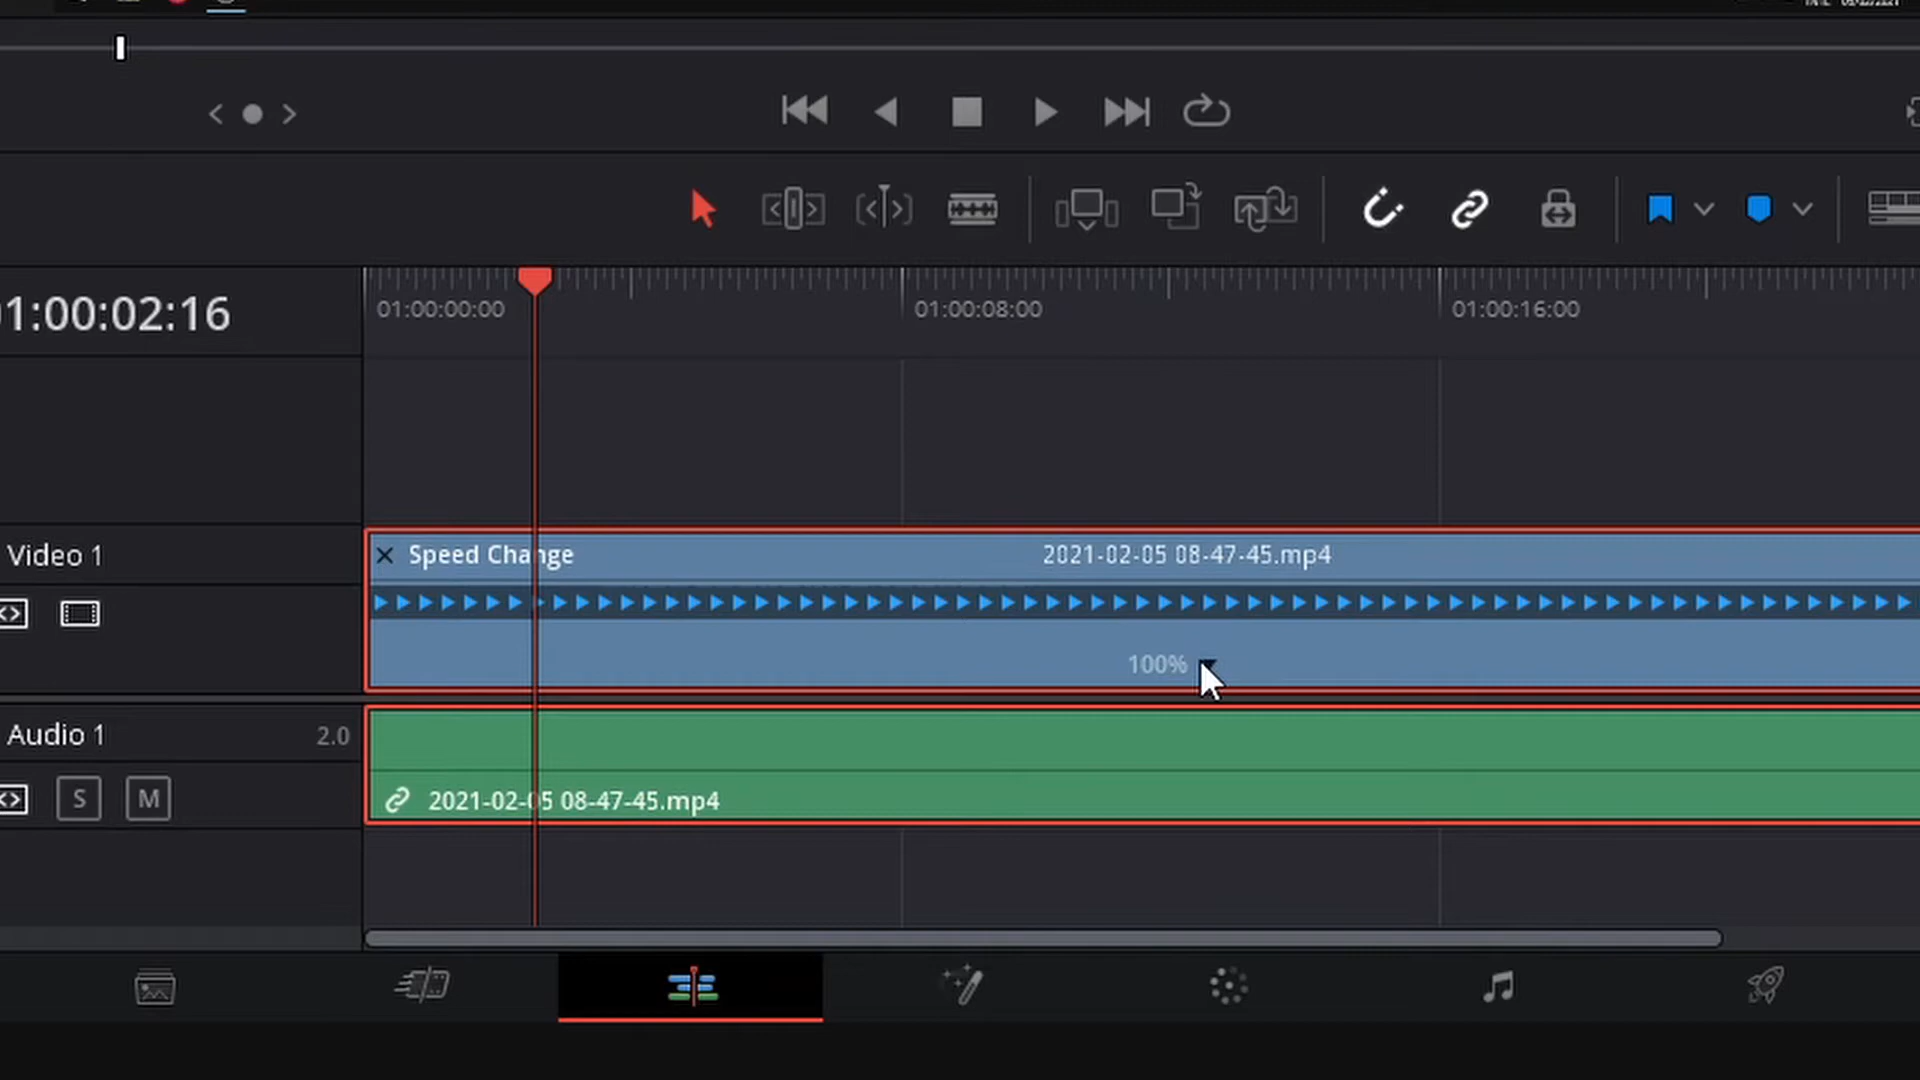 01:00:00:00
01:00:08:00
01:00:16:00
1:00:02:16
Video 1
Speed Change
2021-02-05 08-47-45.mp4
100%
Audio 1
2.0
S
M
2021-02-05 08-47-45.mp4